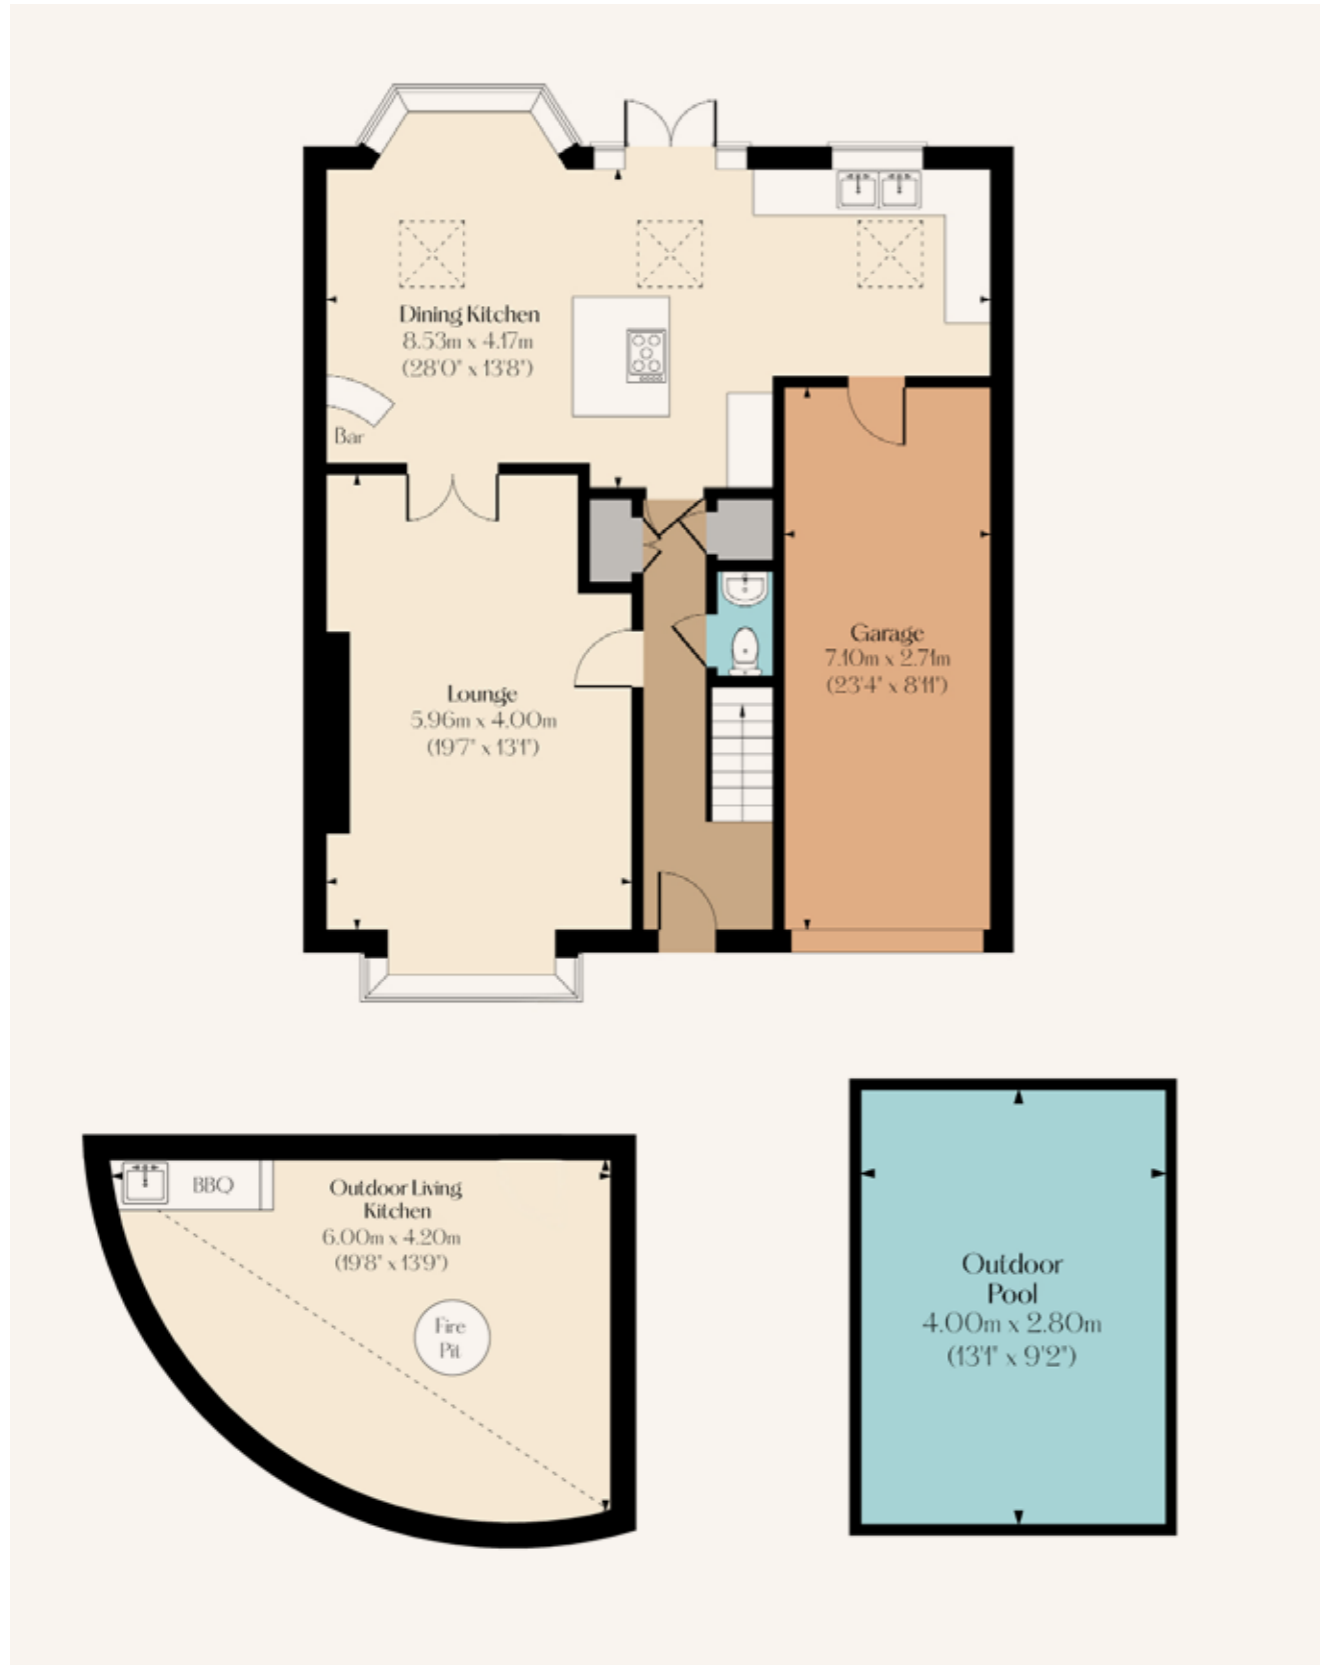 Dining Kitchen
8.53m x 4.17m
(28'0" x 13'8")
Bar
Lounge
5.96m x 4.00m
(19'7" x 13'1")
Garage
7.10m x 2.71m
(23'4" x 8'11")
BBQ
Outdoor Living
Kitchen
6.00m x 4.20m
(19'8" x 13'9")
Fire
Pit
Outdoor
Pool
4.00m x 2.80m
(13'1" x 9'2")